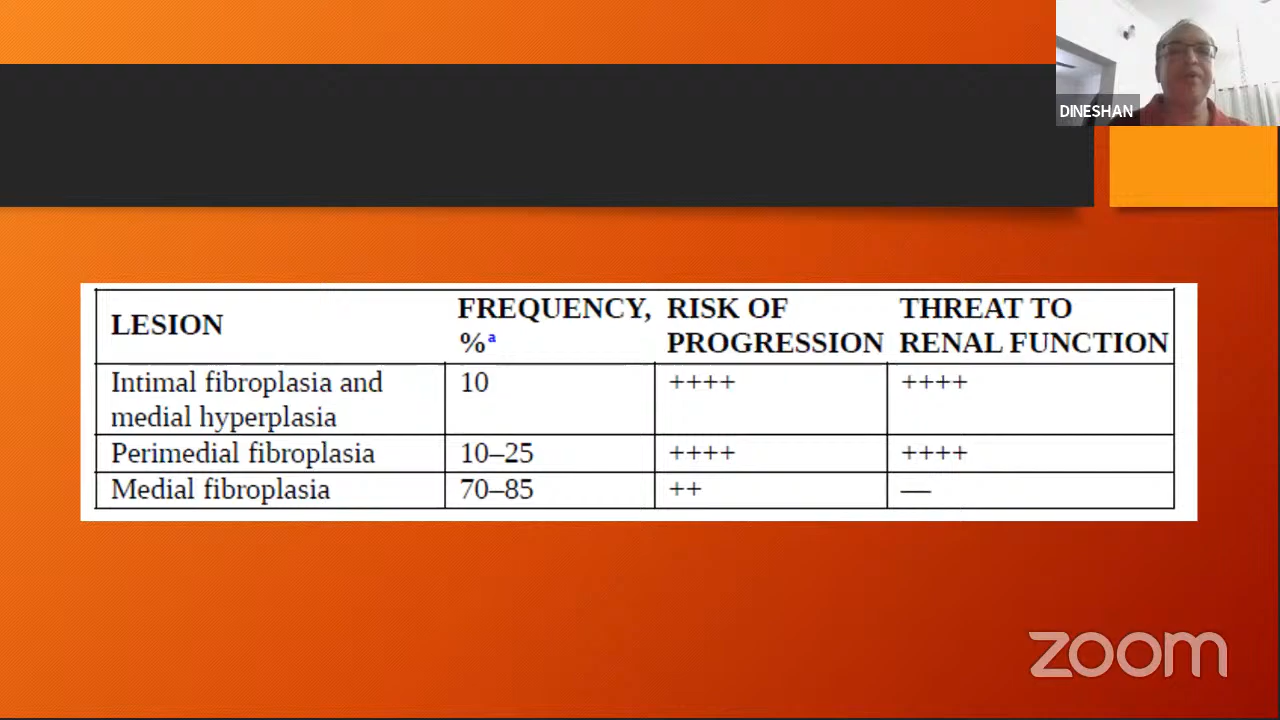 DINESHAN
LESION
FREQUENCY, %ᵃ
RISK OF PROGRESSION
THREAT TO RENAL FUNCTION
Intimal fibroplasia and medial hyperplasia
10
++++
++++
Perimedial fibroplasia
10–25
++++
++++
Medial fibroplasia
70–85
++
—
zoom